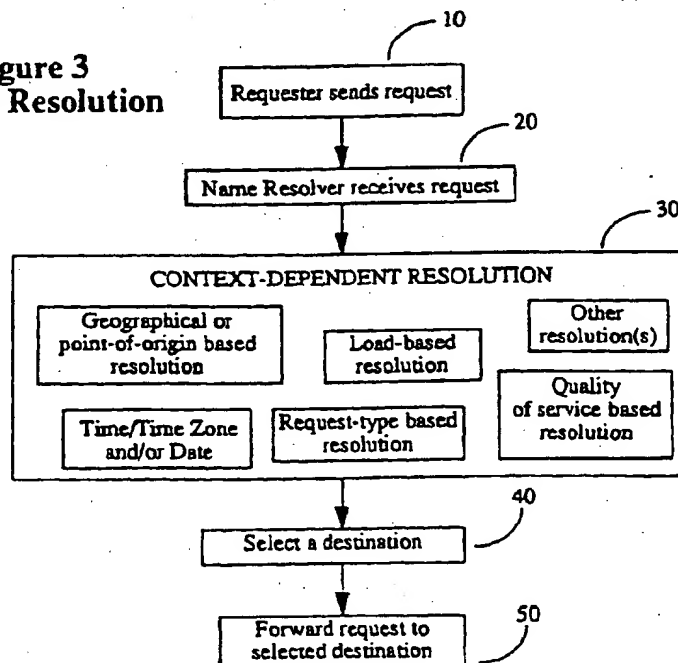 gure 3
Resolution
10
Requester sends request
20
Name Resolver receives request
30
CONTEXT-DEPENDENT RESOLUTION
Geographical or
point-of-origin based
resolution
Load-based
resolution
Other
resolution(s)
Time/Time Zone
and/or Date
Request-type based
resolution
Quality
of service based
resolution
40
Select a destination
50
Forward request to
selected destination